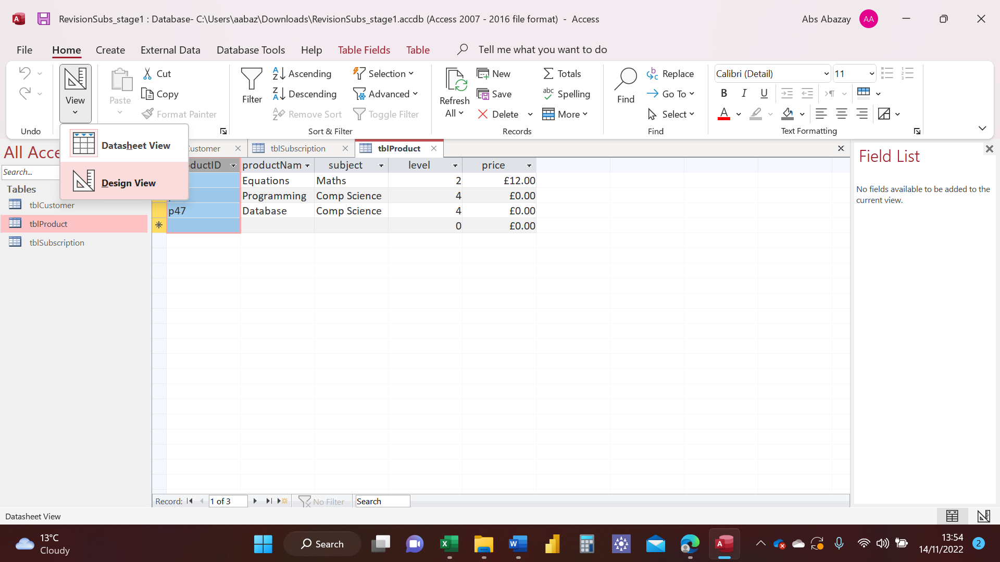 RevisionSubs_stage1 : Database- C:\Users\aabaz\Downloads\RevisionSubs_stage1.accdb (Access 2007 - 2016 file format) - Access
Abs Abazay
AA
File
Home
Create
External Data
Database Tools
Help
Table Fields
Table
Tell me what you want to do
Undo
View
Paste
Cut
Copy
Format Painter
Filter
Ascending
Descending
Remove Sort
Selection
Advanced
Toggle Filter
Sort & Filter
Refresh
All
New
Save
Delete
Totals
Spelling
More
Records
Find
Replace
Go To
Select
Find
Calibri (Detail)
11
B I U
A
Text Formatting
Datasheet View
Design View
All Acce
Search...
Tables
tblCustomer
tblProduct
tblSubscription
ustomer
tblSubscription
tblProduct
ductID productNam subject level price
Equations Maths 2 £12.00
Programming Comp Science 4 £0.00
p47 Database Comp Science 4 £0.00
0 £0.00
Field List
No fields available to be added to the
current view.
Record: 1 of 3 No Filter Search
Datasheet View
13°C
Cloudy
Search
13:54
14/11/2022
2